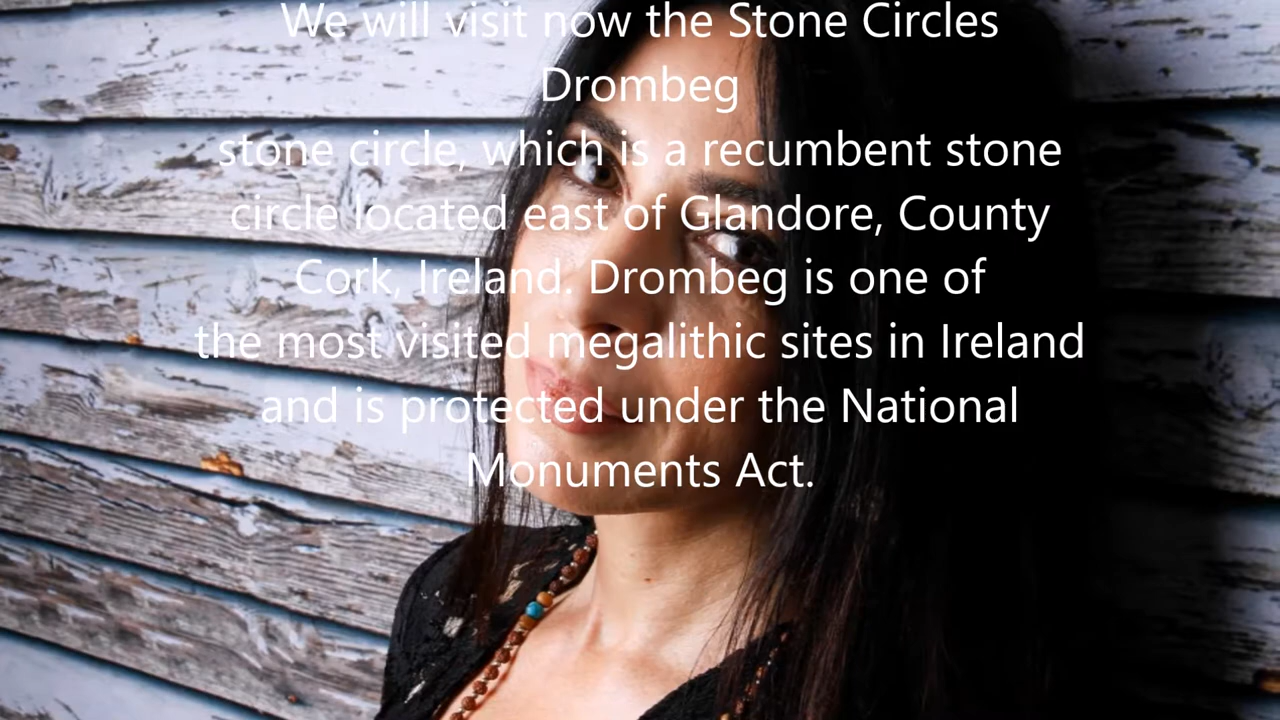 We will visit now the Stone Circles
Drombeg
stone circle, which is a recumbent stone
circle located east of Glandore, County
Cork, Ireland. Drombeg is one of
the most visited megalithic sites in Ireland
and is protected under the National
Monuments Act.